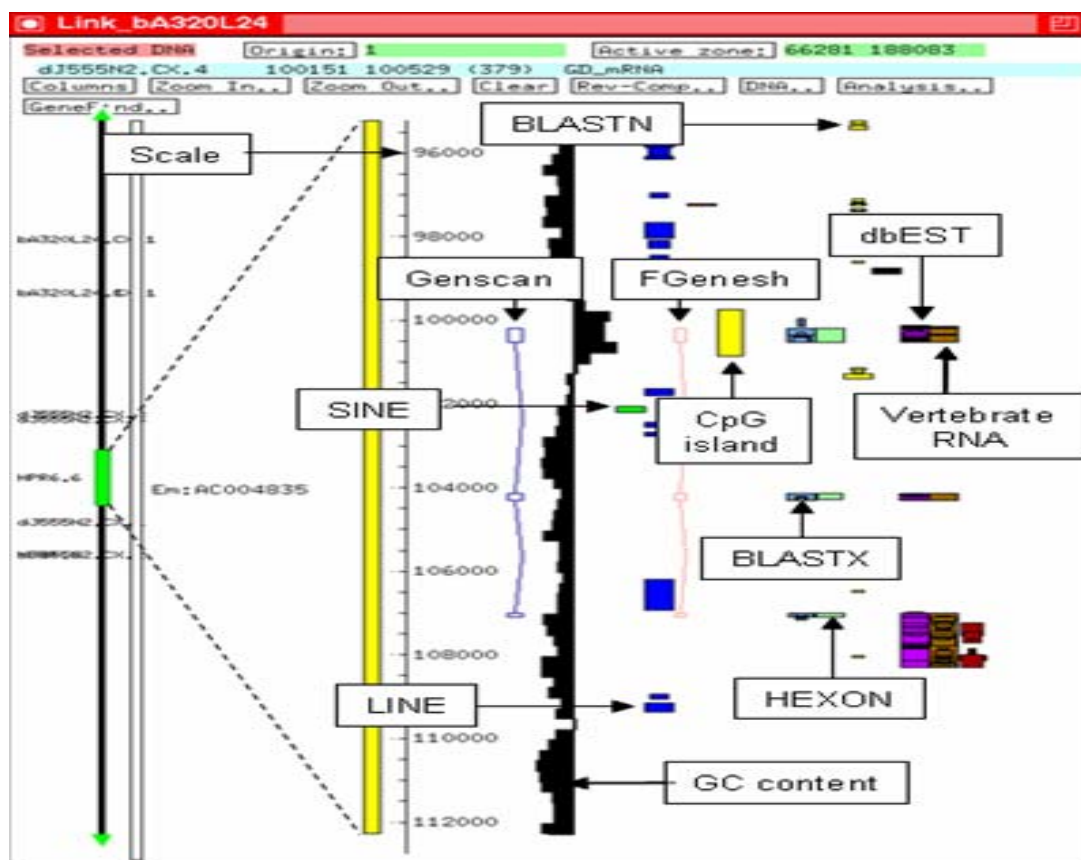 Link_bA320L24
Selected DNA Origin: 1 Active zone: 66281 188083
dJ555N2.CX.4 100151 100529 (379) GD_mRNA
Columns Zoom In.. Zoom Out.. Clear Rev-Comp.. DNA.. Analysis..
GeneFind..
BLASTN
Scale
96000
dbEST
98000
Genscan
FGenesh
100000
SINE
CpG
island
Vertebrate
RNA
104000
Em:AC004835
BLASTX
106000
108000
HEXON
LINE
110000
GC content
112000